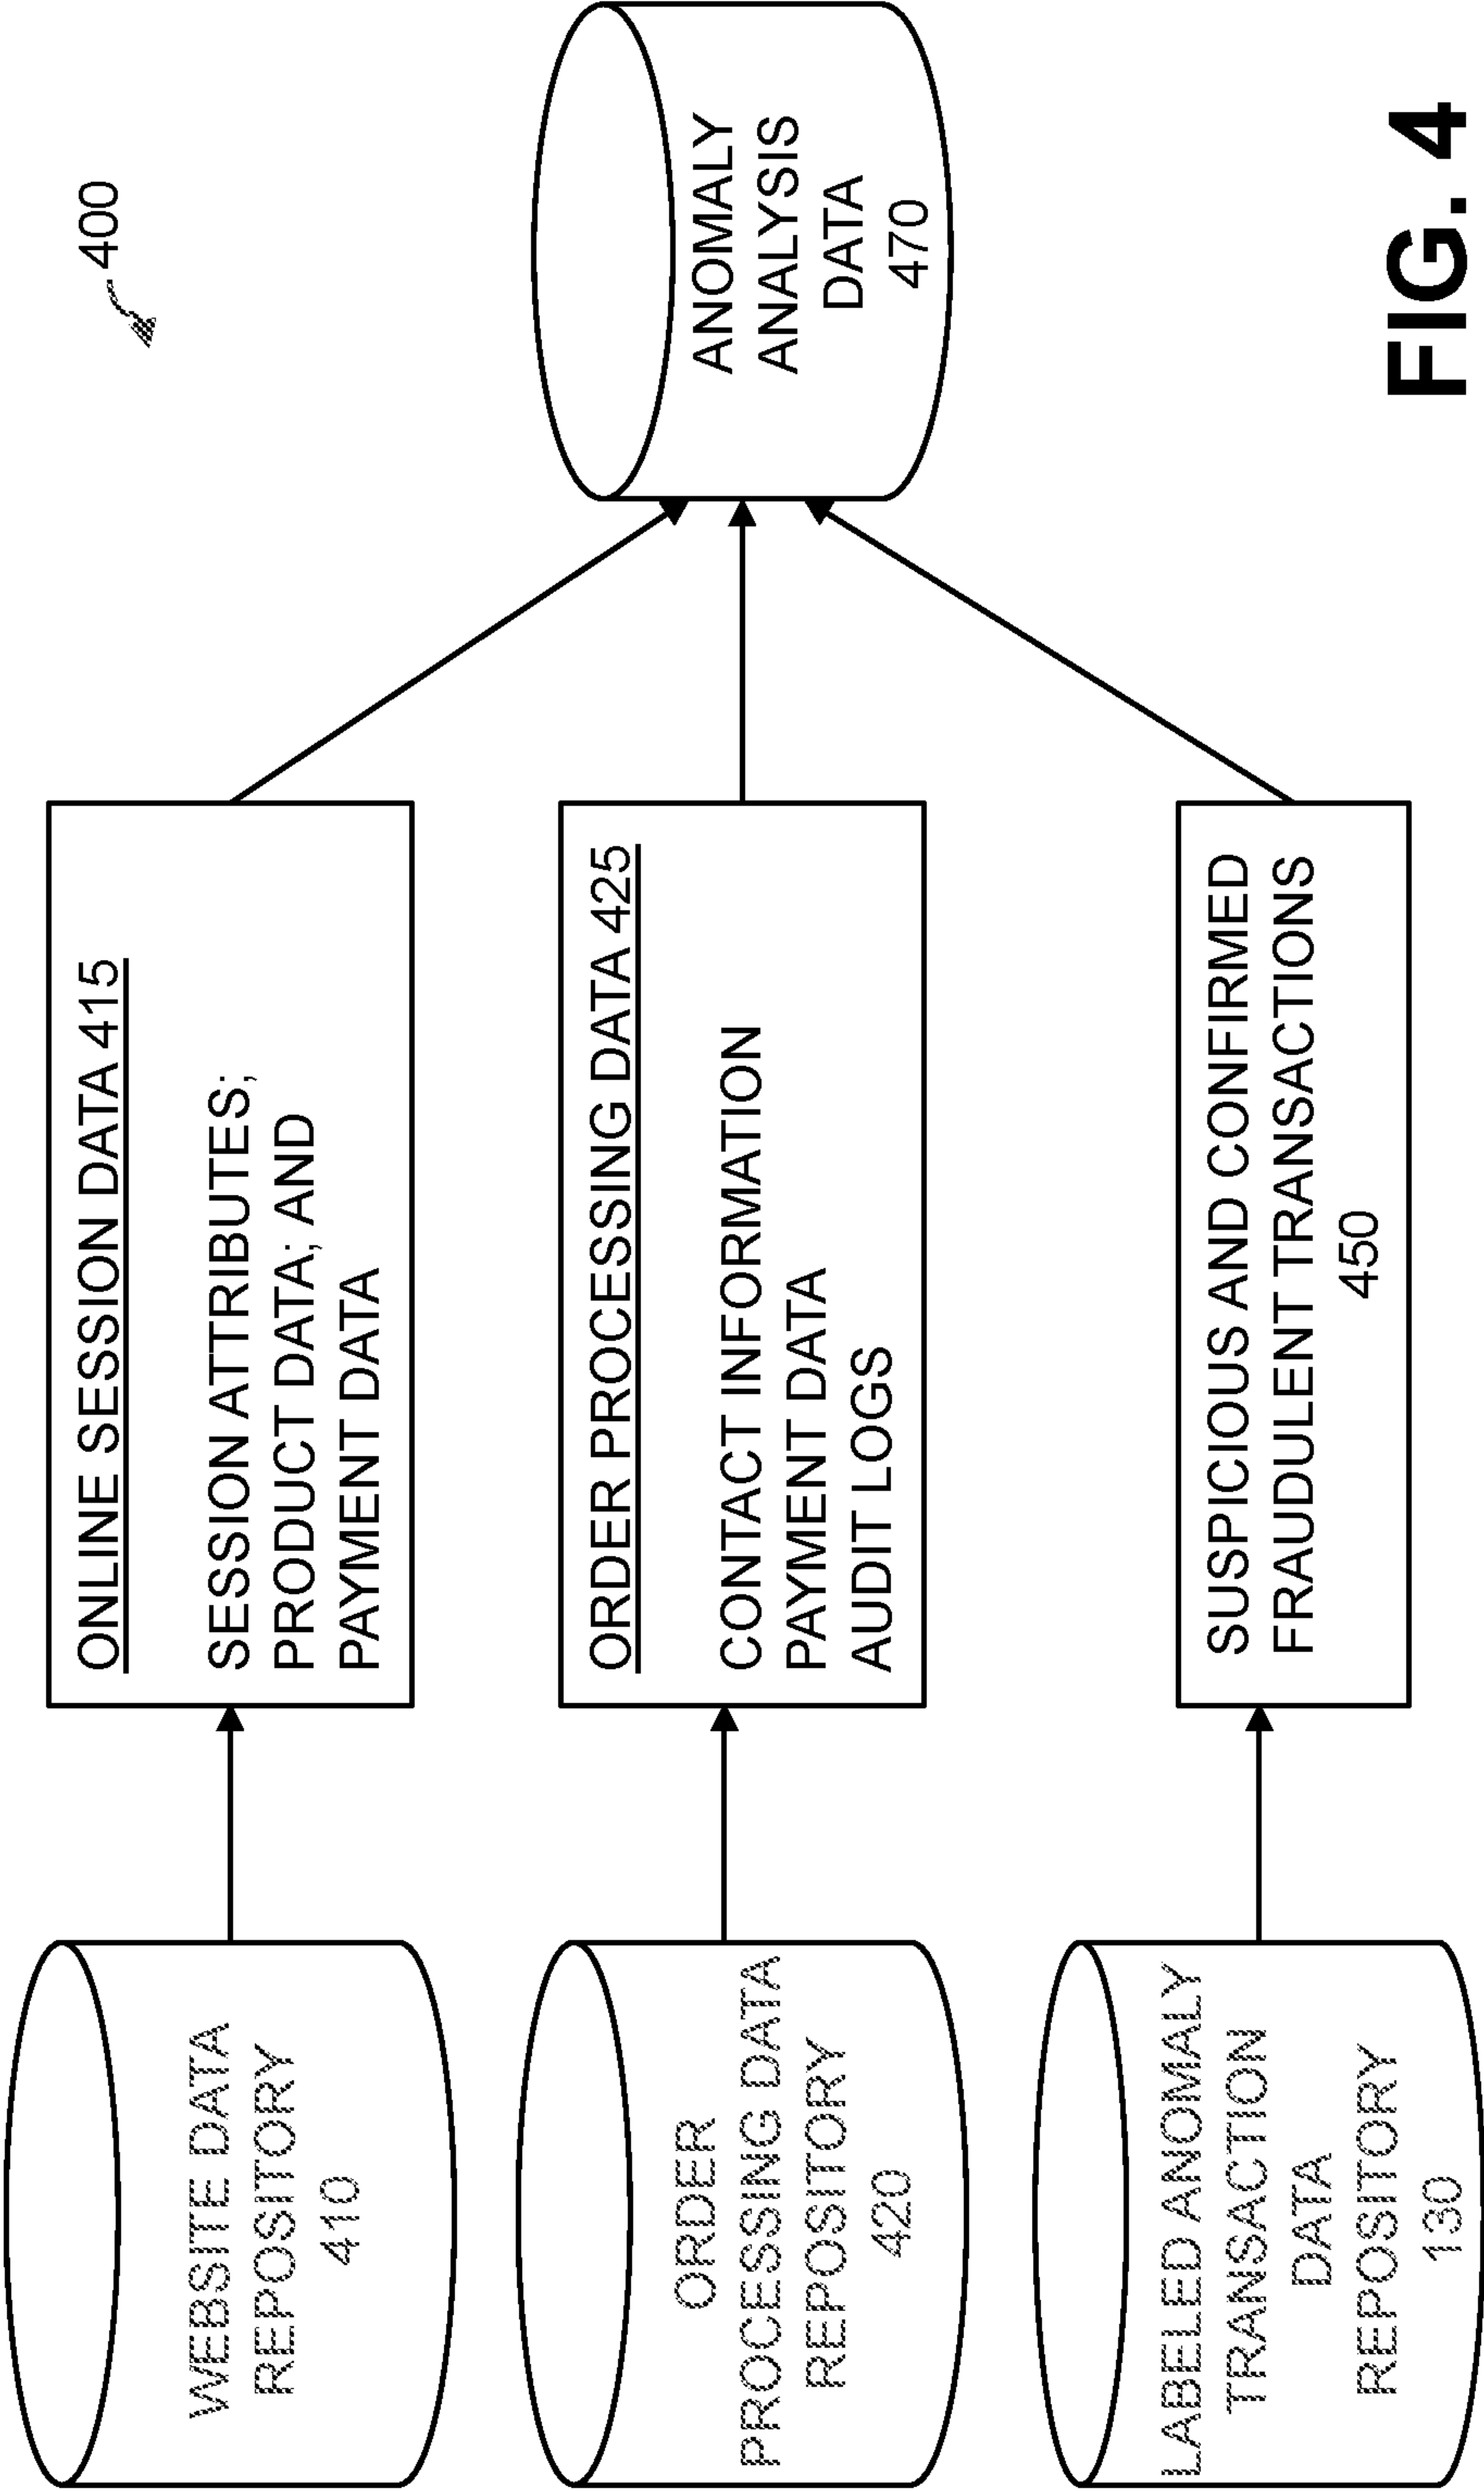 400
WEBSITE DATA
REPOSITORY
410
ONLINE SESSION DATA 415
SESSION ATTRIBUTES;
PRODUCT DATA; AND
PAYMENT DATA
ORDER
PROCESSING DATA
REPOSITORY
420
ORDER PROCESSING DATA 425
CONTACT INFORMATION
PAYMENT DATA
AUDIT LOGS
ANOMALY
ANALYSIS
DATA
470
LABELED ANOMALY
TRANSACTION
DATA
REPOSITORY
130
SUSPICIOUS AND CONFIRMED
FRAUDULENT TRANSACTIONS
450
FIG. 4